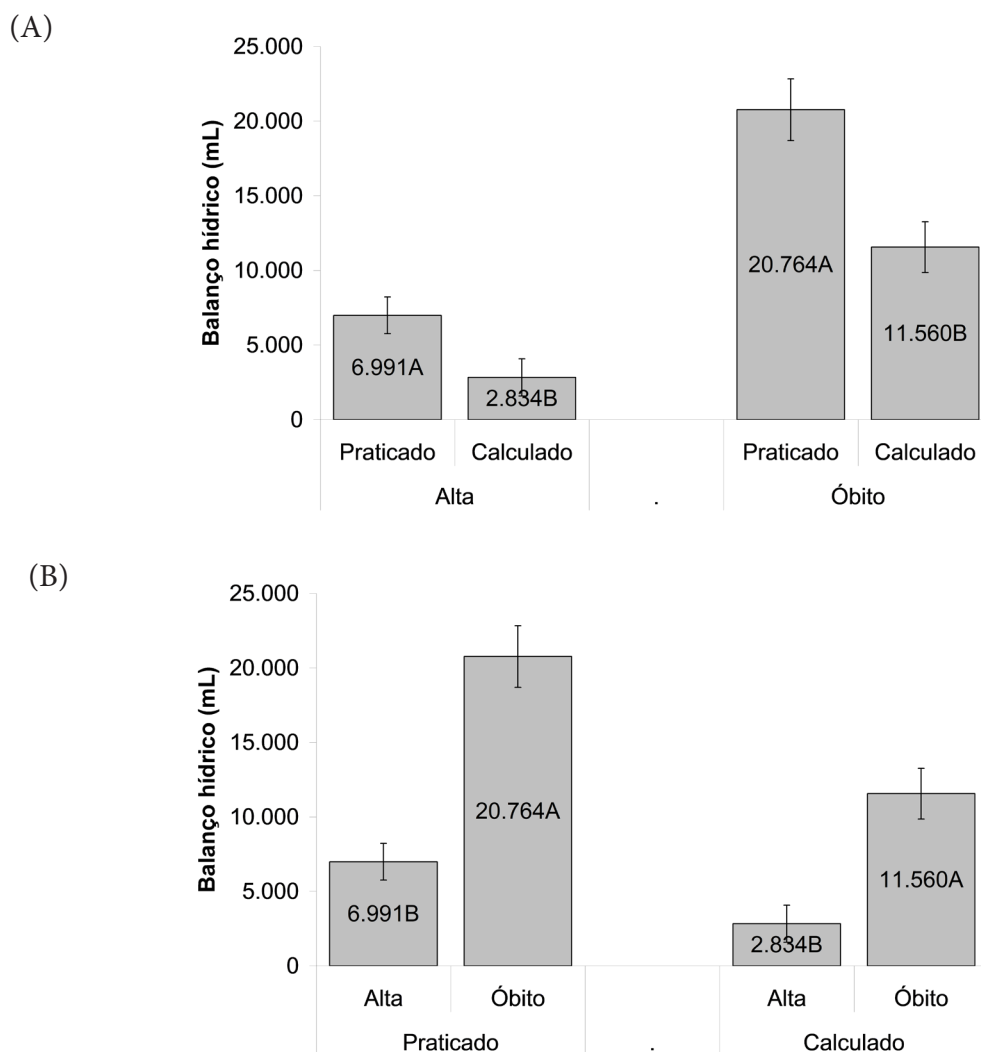 (A)
Balanço hídrico (mL)
25.000
20.000
15.000
10.000
5.000
0
6.991A
2.834B
20.764A
11.560B
Praticado Calculado Praticado Calculado
Alta . Óbito
(B)
Balanço hídrico (mL)
25.000
20.000
15.000
10.000
5.000
0
6.991B
20.764A
2.834B
11.560A
Alta Óbito Alta Óbito
Praticado . Calculado